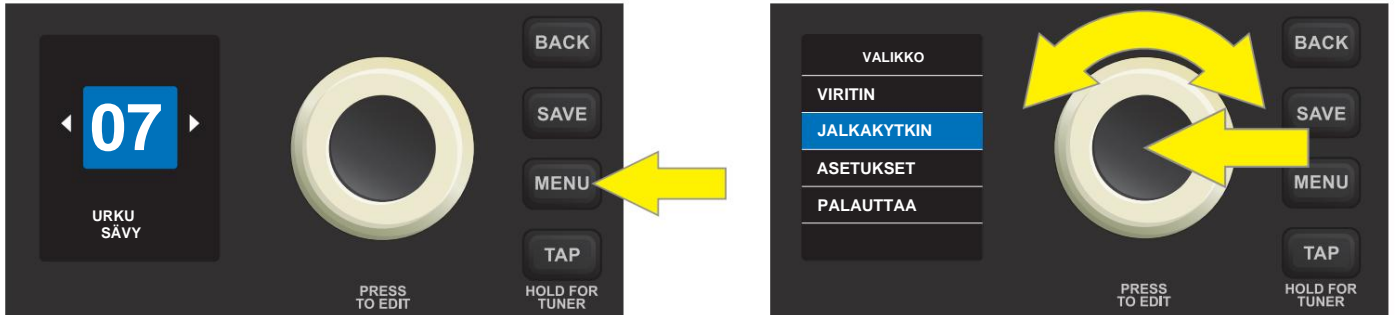 07
URKU
SÄVY
PRESS
TO EDIT
BACK
SAVE
MENU
TAP
HOLD FOR
TUNER
VALIKKO
VIRITIN
JALKAKYTKIN
ASETUKSET
PALAUTTAA
PRESS
TO EDIT
BACK
SAVE
MENU
TAP
HOLD FOR
TUNER